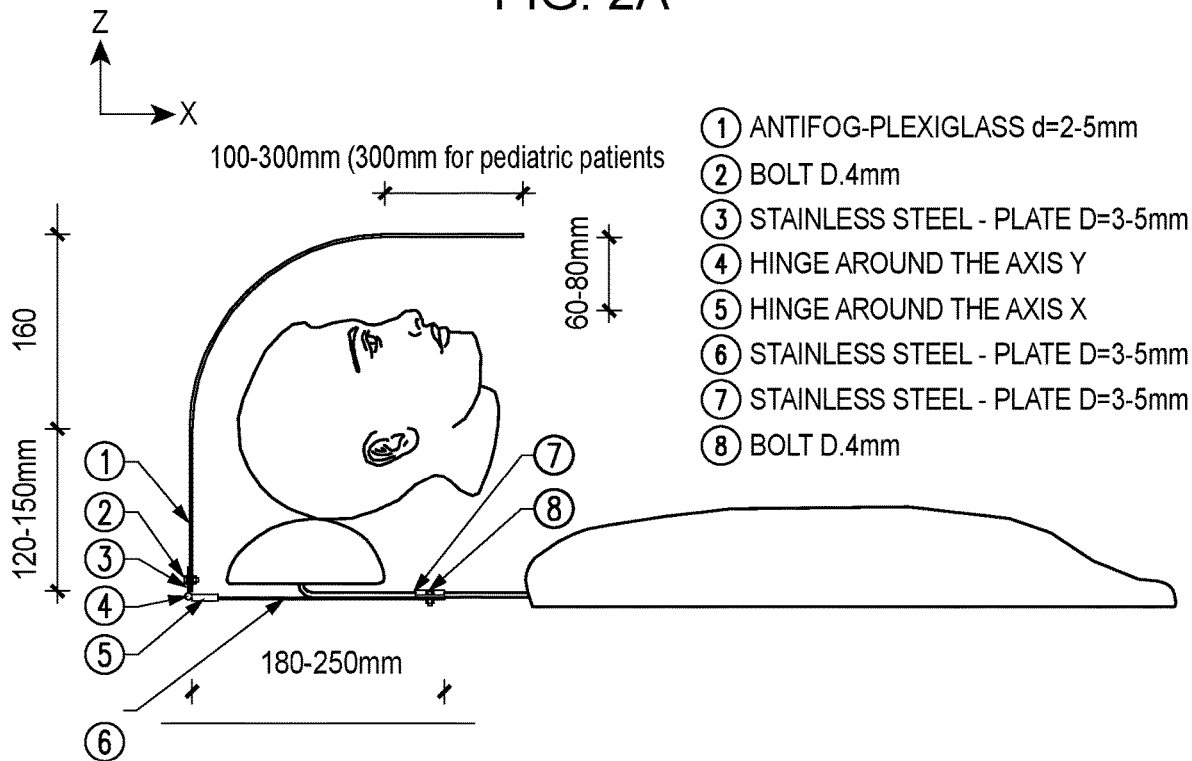 FIG. 2A
Z
X
100-300mm (300mm for pediatric patients
60-80mm
160
120-150mm
① ANTIFOG-PLEXIGLASS d=2-5mm
② BOLT D.4mm
③ STAINLESS STEEL - PLATE D=3-5mm
④ HINGE AROUND THE AXIS Y
⑤ HINGE AROUND THE AXIS X
⑥ STAINLESS STEEL - PLATE D=3-5mm
⑦ STAINLESS STEEL - PLATE D=3-5mm
⑧ BOLT D.4mm
①
②
③
④
⑤
⑥
⑦
⑧
180-250mm